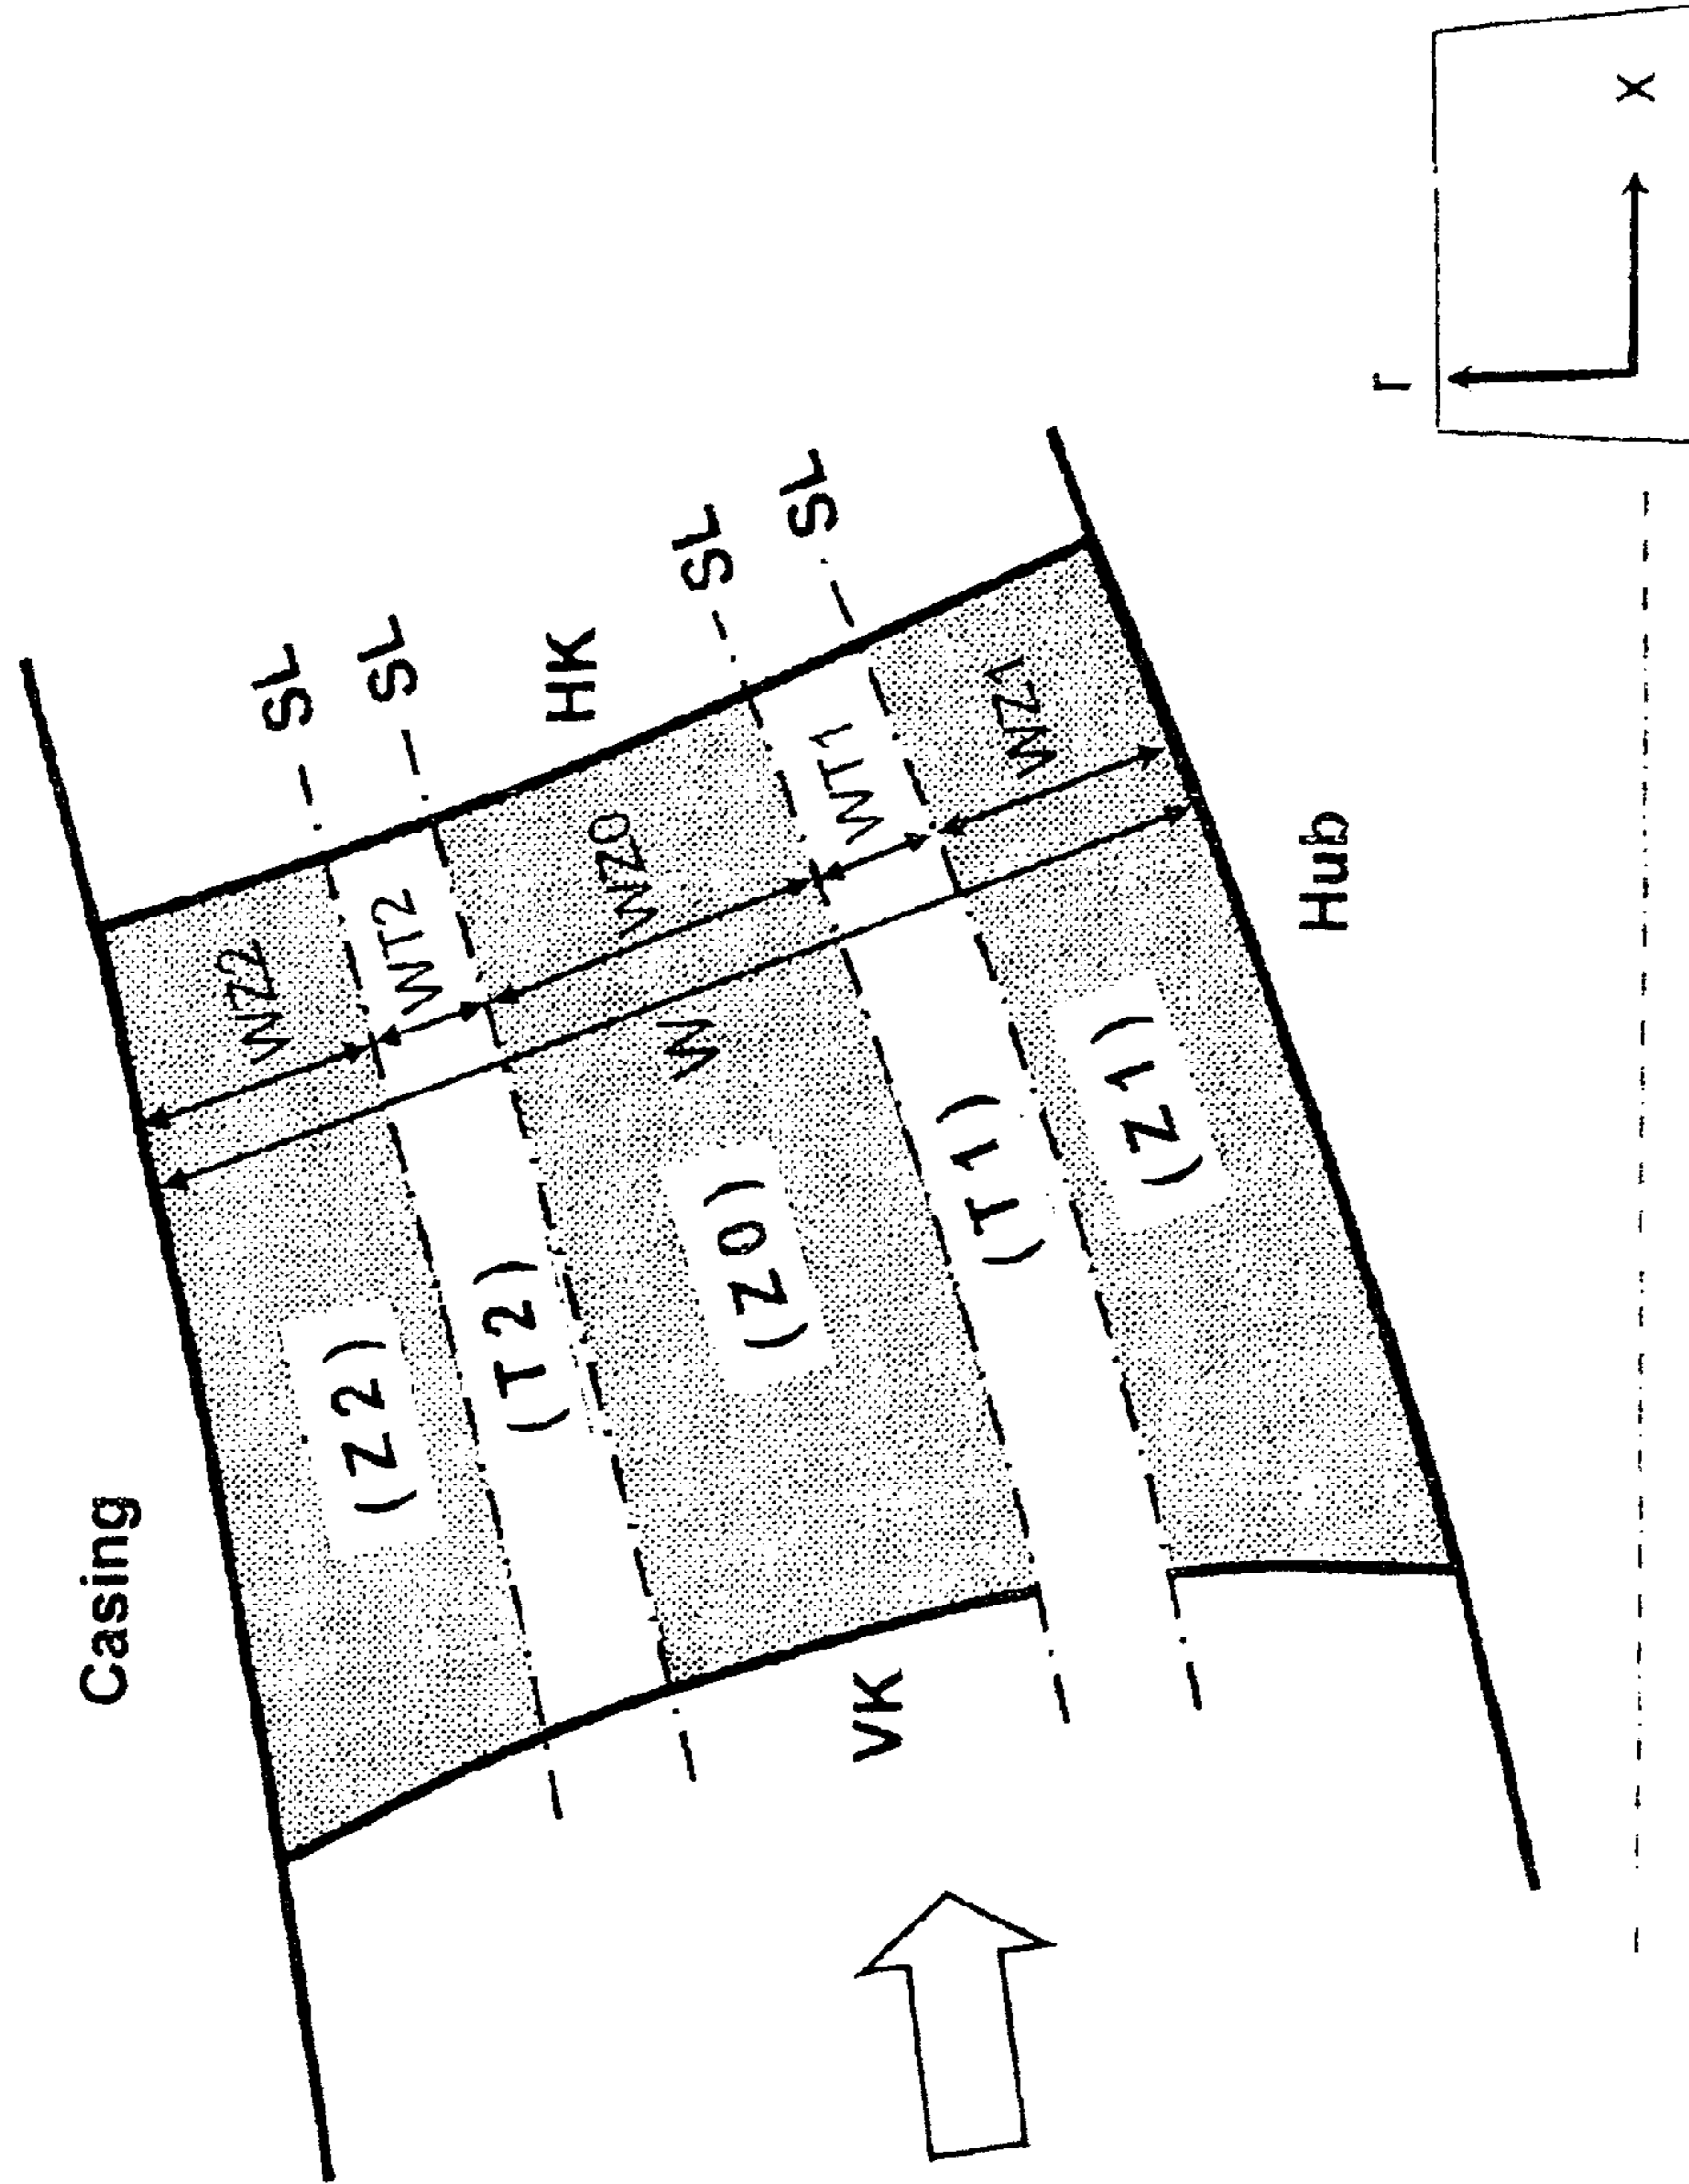 Casing
SL
SL
HK
SL
SL
WZ2
WT2
WZ0
WT1
WZ1
W
(Z2)
(T2)
(Z0)
(T1)
(Z1)
VK
Hub
r
x